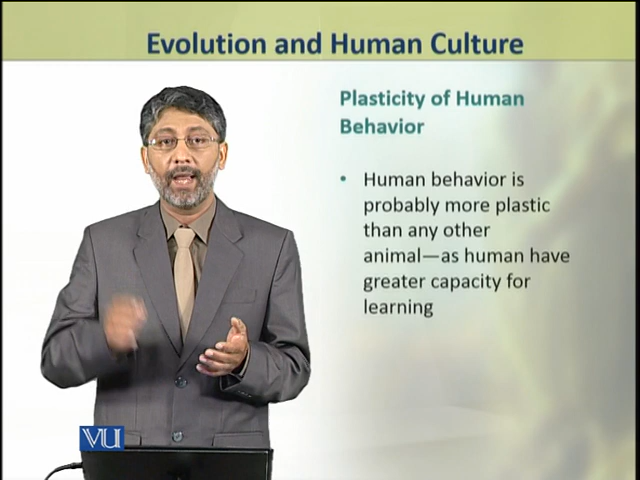 Evolution and Human Culture
Plasticity of Human
Behavior
• Human behavior is
probably more plastic
than any other
animal—as human have
greater capacity for
learning
VU